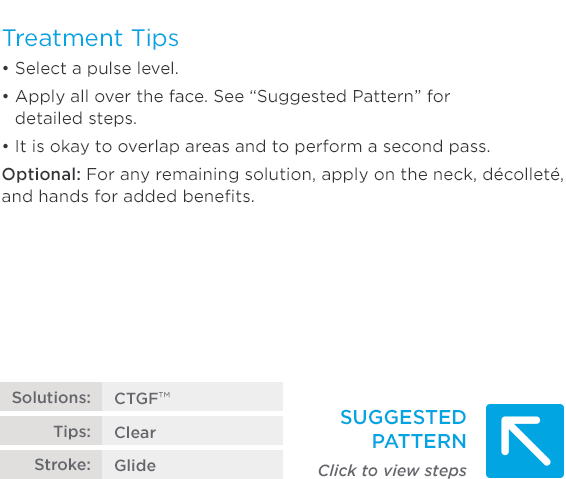 Treatment Tips
• Select a pulse level.
• Apply all over the face. See “Suggested Pattern” for
detailed steps.
• It is okay to overlap areas and to perform a second pass.
Optional: For any remaining solution, apply on the neck, décolleté,
and hands for added benefits.
Solutions: CTGF™
Tips: Clear
Stroke: Glide
SUGGESTED
PATTERN
Click to view steps